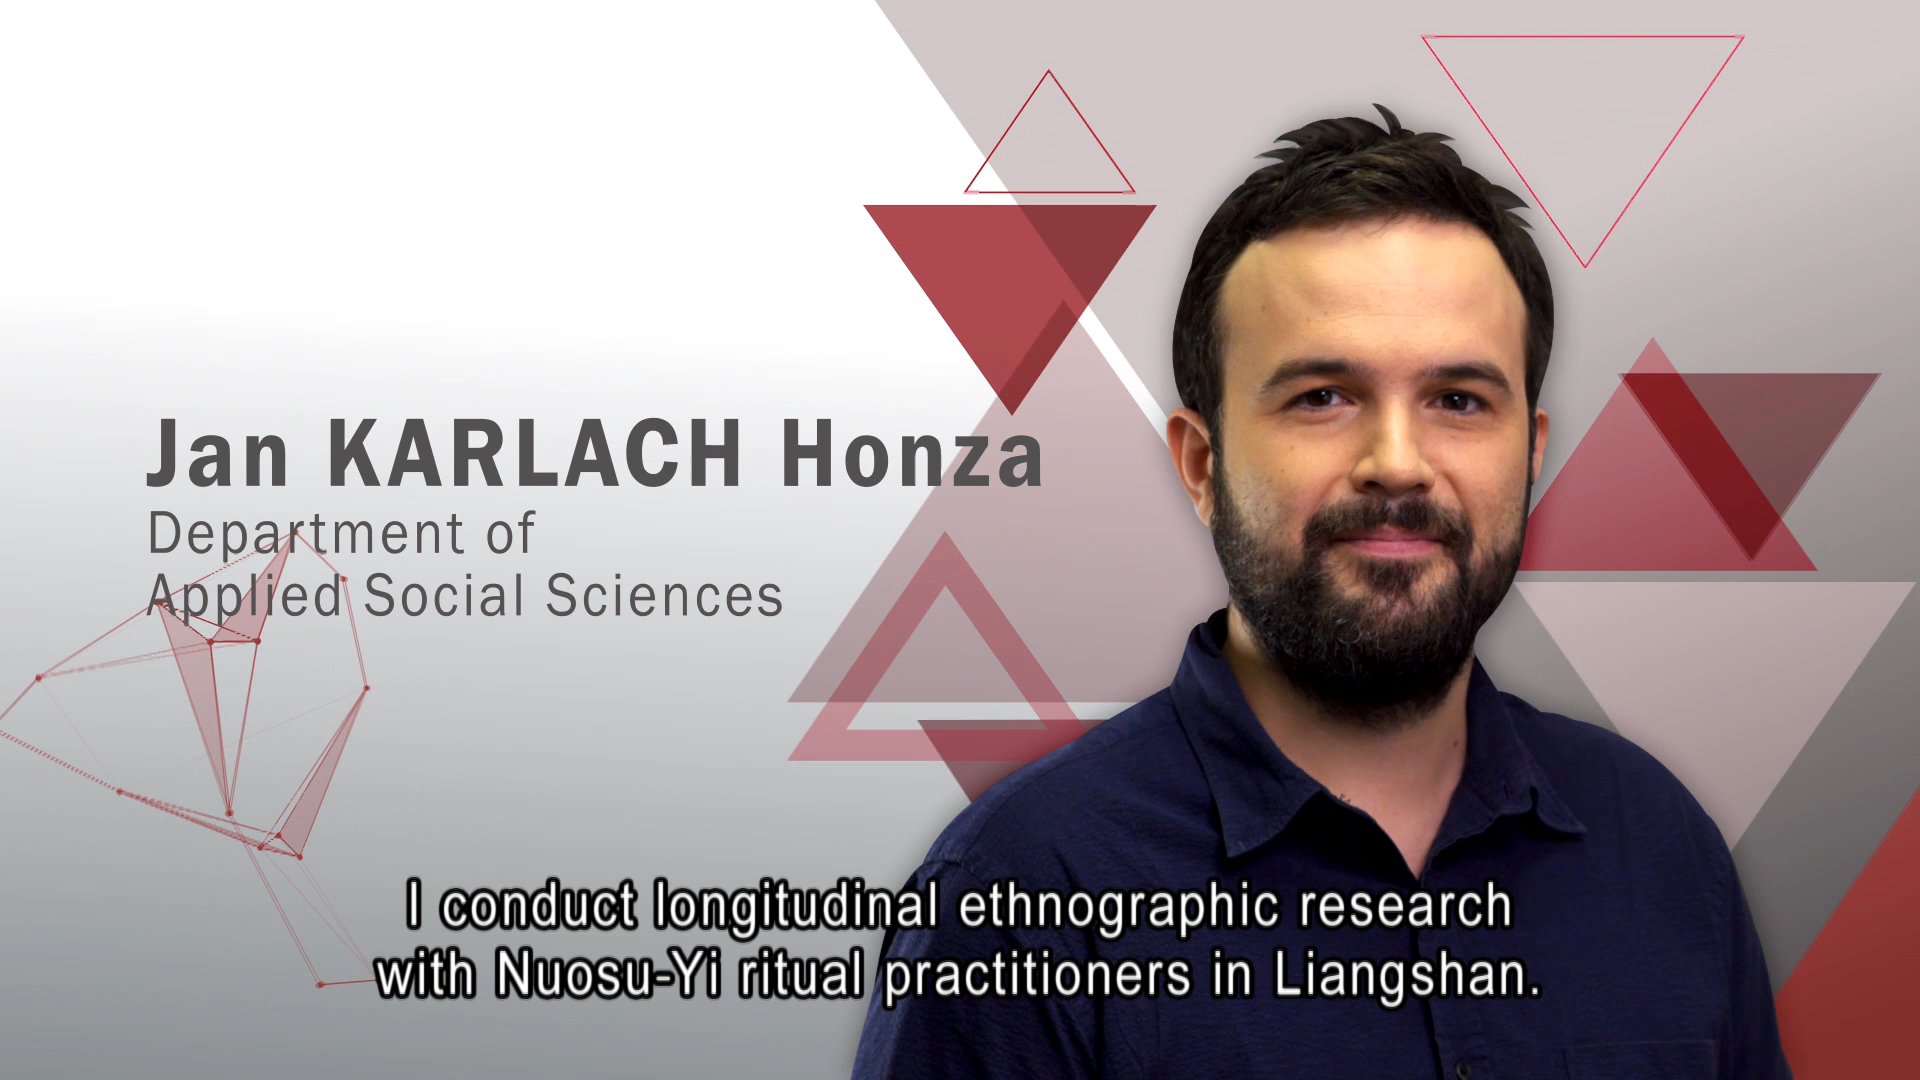 Jan KARLACH Honza
Department of
Applied Social Sciences
I conduct longitudinal ethnographic research
with Nuosu-Yi ritual practitioners in Liangshan.